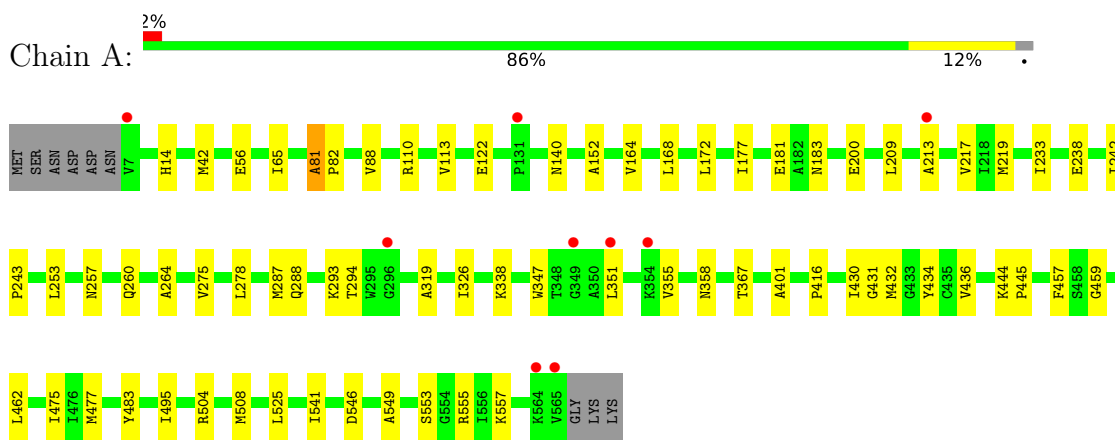 2%
Chain A:
86% 12% •
MET SER ASN ASP ASP ASN V7 H14 M42 E56 I65 A81 P82 V88 R110 V113 E122 P131 N140 A152 V164 L168 L172 I177 E181 A182 N183 E200 L209 A213 V217 I218 M219 I233 E238 I242
P243 L253 N257 Q260 A264 V275 L278 M287 Q288 K293 T294 W295 G296 A319 I326 K338 W347 T348 G349 A350 L351 K354 V355 N358 T367 A401 P416 I430 G431 M432 G433 Y434 C435 V436 K444 P445 F457 S458 G459
L462 I475 I476 M477 Y483 I495 R504 M508 L525 I541 D546 A549 S553 G554 R555 I556 K557 K564 V565 GLY LYS LYS